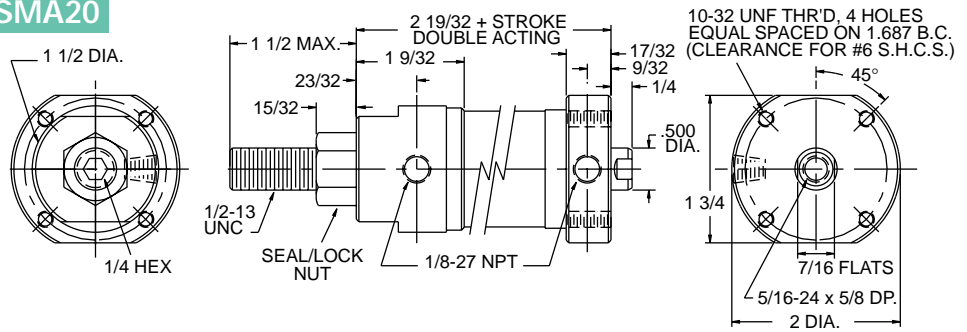 SMA20
2 19/32 + STROKE
DOUBLE ACTING
10-32 UNF THR'D, 4 HOLES
EQUAL SPACED ON 1.687 B.C.
(CLEARANCE FOR #6 S.H.C.S.)
1 1/2 DIA.
1 1/2 MAX.
1 9/32
17/32
9/32
1/4
45°
23/32
15/32
.500
DIA.
1 3/4
1/2-13
UNC
SEAL/LOCK
NUT
1/8-27 NPT
1/4 HEX
7/16 FLATS
5/16-24 x 5/8 DP.
2 DIA.